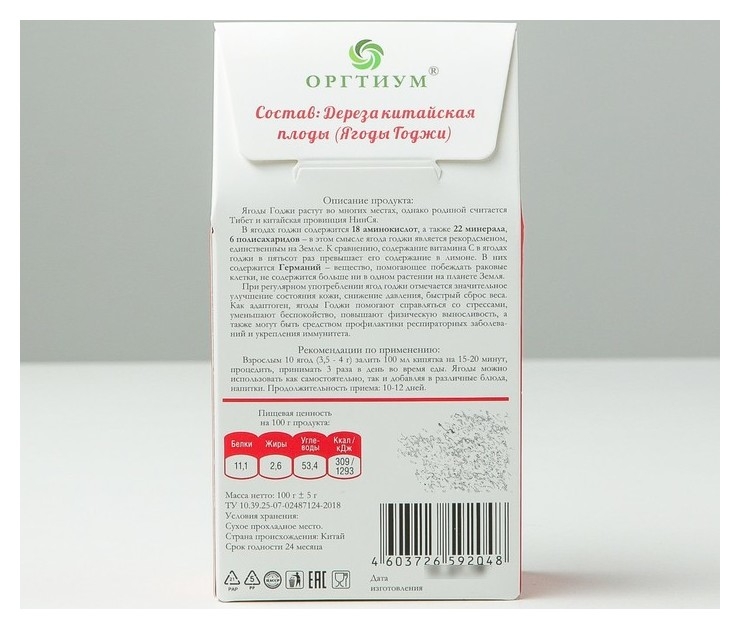 ОРГТИУМ®
Состав: Дереза китайская
плоды (Ягоды Годжи)
Описание продукта:
Ягоды Годжи растут во многих местах, однако родиной считается
Тибет и китайская провинция НинСя.
В ягодах годжи содержится 18 аминокислот, а также 22 минерала,
6 полисахаридов – в этом смысле ягода годжи является рекордсменом,
единственным на Земле. К сравнению, содержание витамина С в ягодах
годжи в пятьсот раз превышает его содержание в лимоне. В них
содержится Германий – вещество, помогающее побеждать раковые
клетки, не содержится больше ни в одном растении на планете Земля.
При регулярном употреблении ягод годжи отмечается значительное
улучшение состояния кожи, снижение давления, быстрый сброс веса.
Как адаптоген, ягоды Годжи помогают справляться со стрессами,
уменьшают беспокойство, повышают физическую выносливость, а
также могут быть средством профилактики респираторных заболева-
ний и укрепления иммунитета.
Рекомендации по применению:
Взрослым 10 ягод (3,5 - 4 г) залить 100 мл кипятка на 15-20 минут,
процедить, принимать 3 раза в день во время еды. Ягоды можно
использовать как самостоятельно, так и добавляя в различные блюда,
напитки. Продолжительность приема: 10-12 дней.
Пищевая ценность
на 100 г продукта:
Белки Жиры Угле-воды Ккал/кДж
11,1 2,6 53,4 309/1293
Масса нетто: 100 г ± 5 г
ТУ 10.39.25-07-02487124-2018
Условия хранения:
Сухое прохладное место.
Страна происхождения: Китай
Срок годности 24 месяца
4 603726 592048
Дата
изготовления
21 PAP 5 PP ЕАС